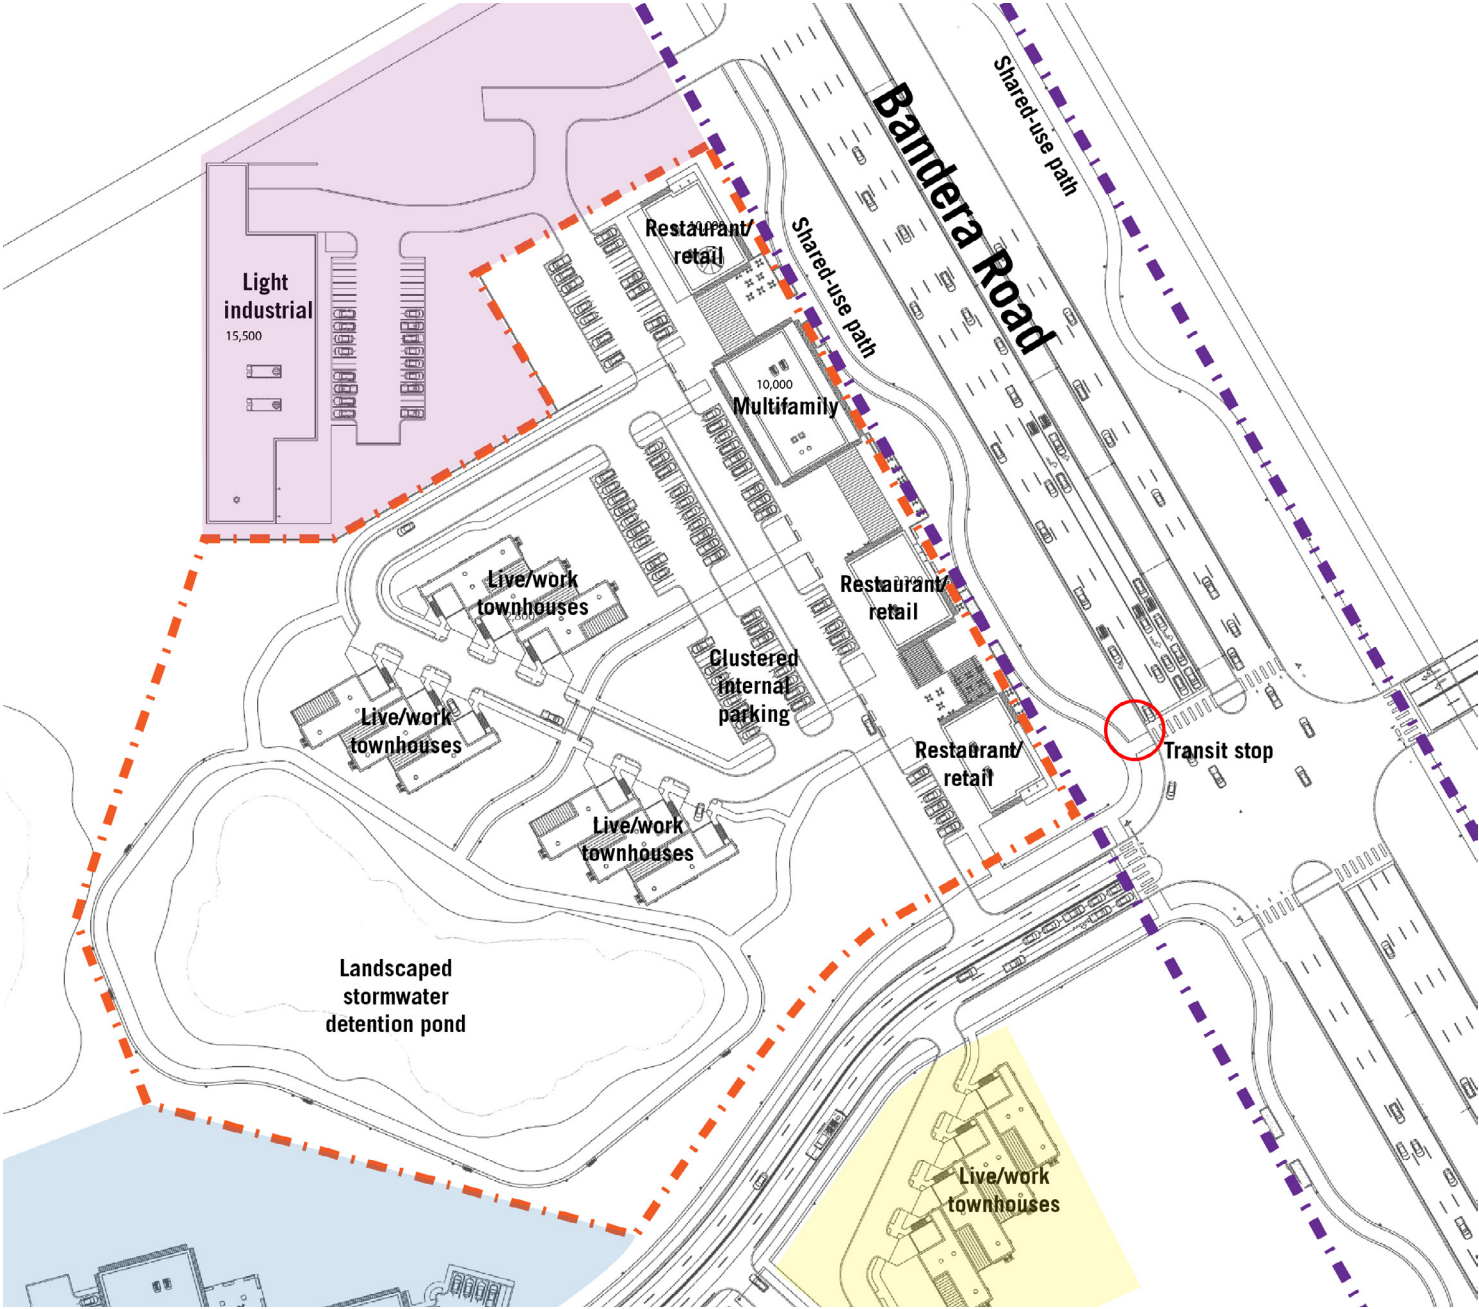 Shared-use path
Bandera Road
Shared-use path
Restaurant/
retail
Light
industrial
15,500
10,000
Multifamily
Live/work
townhouses
Restaurant/
retail
Clustered
internal
parking
Live/work
townhouses
Restaurant/
retail
Transit stop
Live/work
townhouses
Landscaped
stormwater
detention pond
Live/work
townhouses